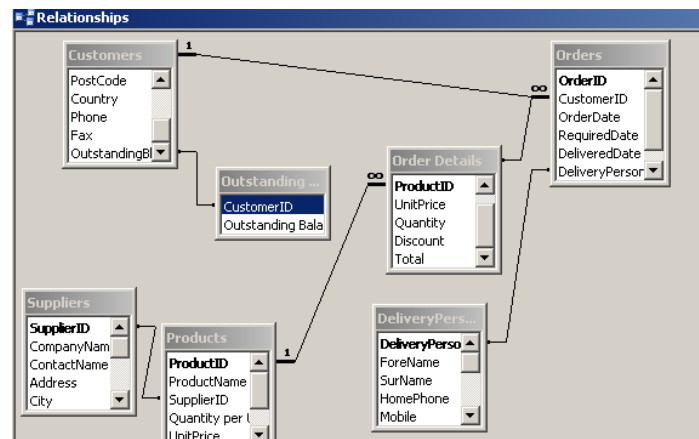 Relationships
Customers
PostCode
Country
Phone
Fax
OutstandingBl
1
Orders
OrderID
CustomerID
OrderDate
RequiredDate
DeliveredDate
DeliveryPerson
∞
Order Details
ProductID
UnitPrice
Quantity
Discount
Total
∞
Outstanding ...
CustomerID
Outstanding Bala
Suppliers
SupplierID
CompanyNam
ContactName
Address
City
Products
ProductID
ProductName
SupplierID
Quantity per U
UnitPrice
1
DeliveryPers...
DeliveryPerso
ForeName
SurName
HomePhone
Mobile